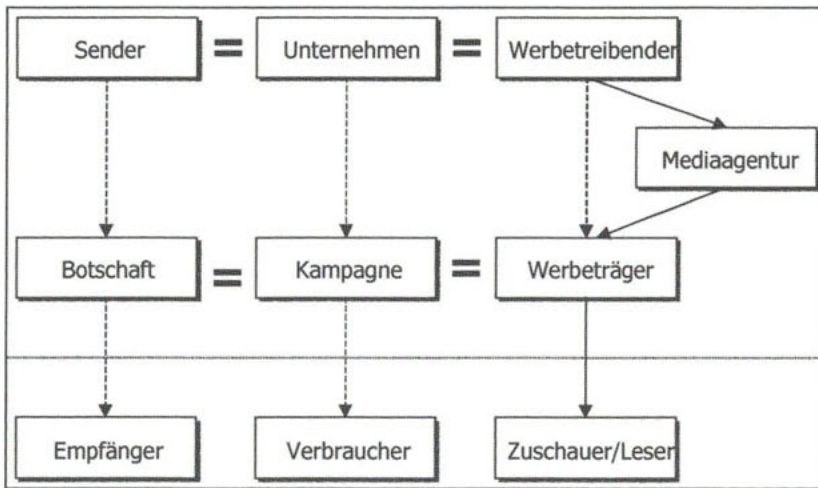 Sender = Unternehmen = Werbetreibender
Mediaagentur
Botschaft = Kampagne = Werbeträger
Empfänger Verbraucher Zuschauer/Leser